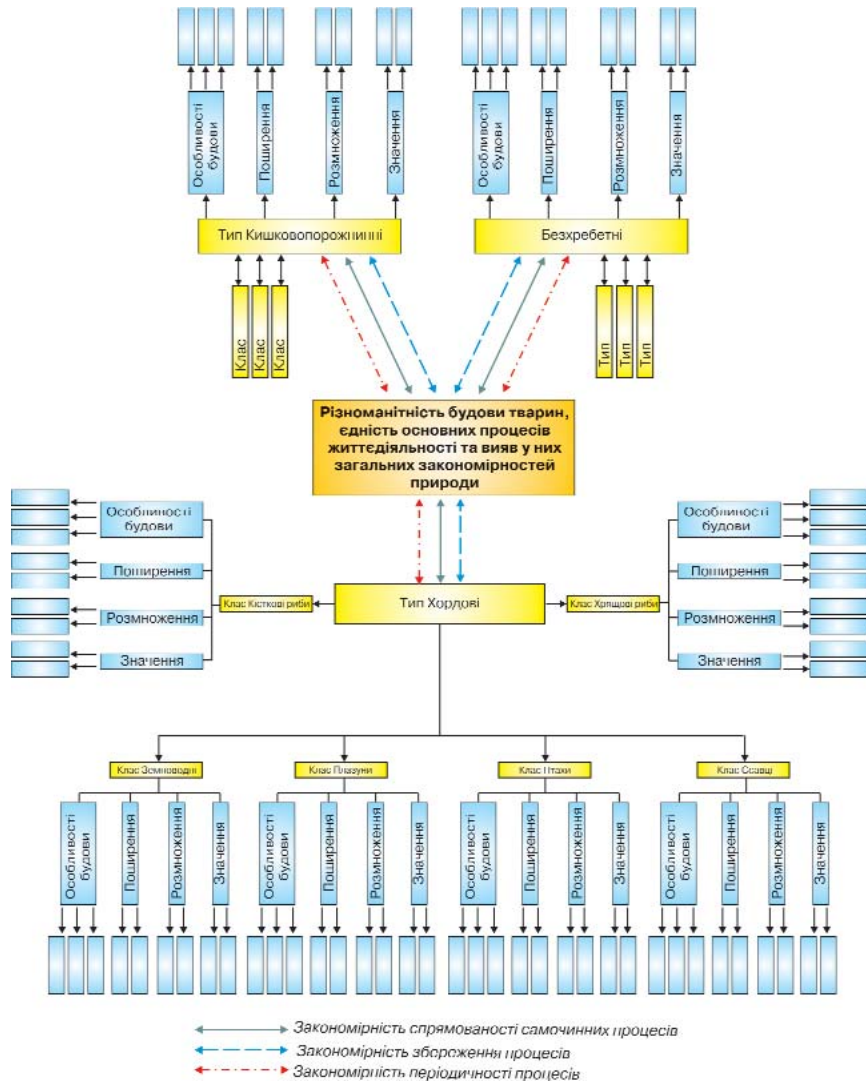 Особливості
будови
Поширення
Розмноження
Значення
Особливості
будови
Поширення
Розмноження
Значення
Тип Кишковопорожнинні
Безхребетні
Клас
Клас
Клас
Тип
Тип
Тип
Різноманітність будови тварин,
єдність основних процесів
життєдіяльності та вияв у них
загальних закономірностей
природи
Особливості
будови
Поширення
Розмноження
Значення
Клас Кісткові риби
Тип Хордові
Клас Хрящові риби
Особливості
будови
Поширення
Розмноження
Значення
Клас Земноводні
Клас Плазуни
Клас Птахи
Клас Ссавці
Особливості
будови
Поширення
Розмноження
Значення
Особливості
будови
Поширення
Розмноження
Значення
Особливості
будови
Поширення
Розмноження
Значення
Особливості
будови
Поширення
Розмноження
Значення
Закономірність спрямованості самочинних процесів
Закономірність збороження процесів
Закономірність періодичності процесів